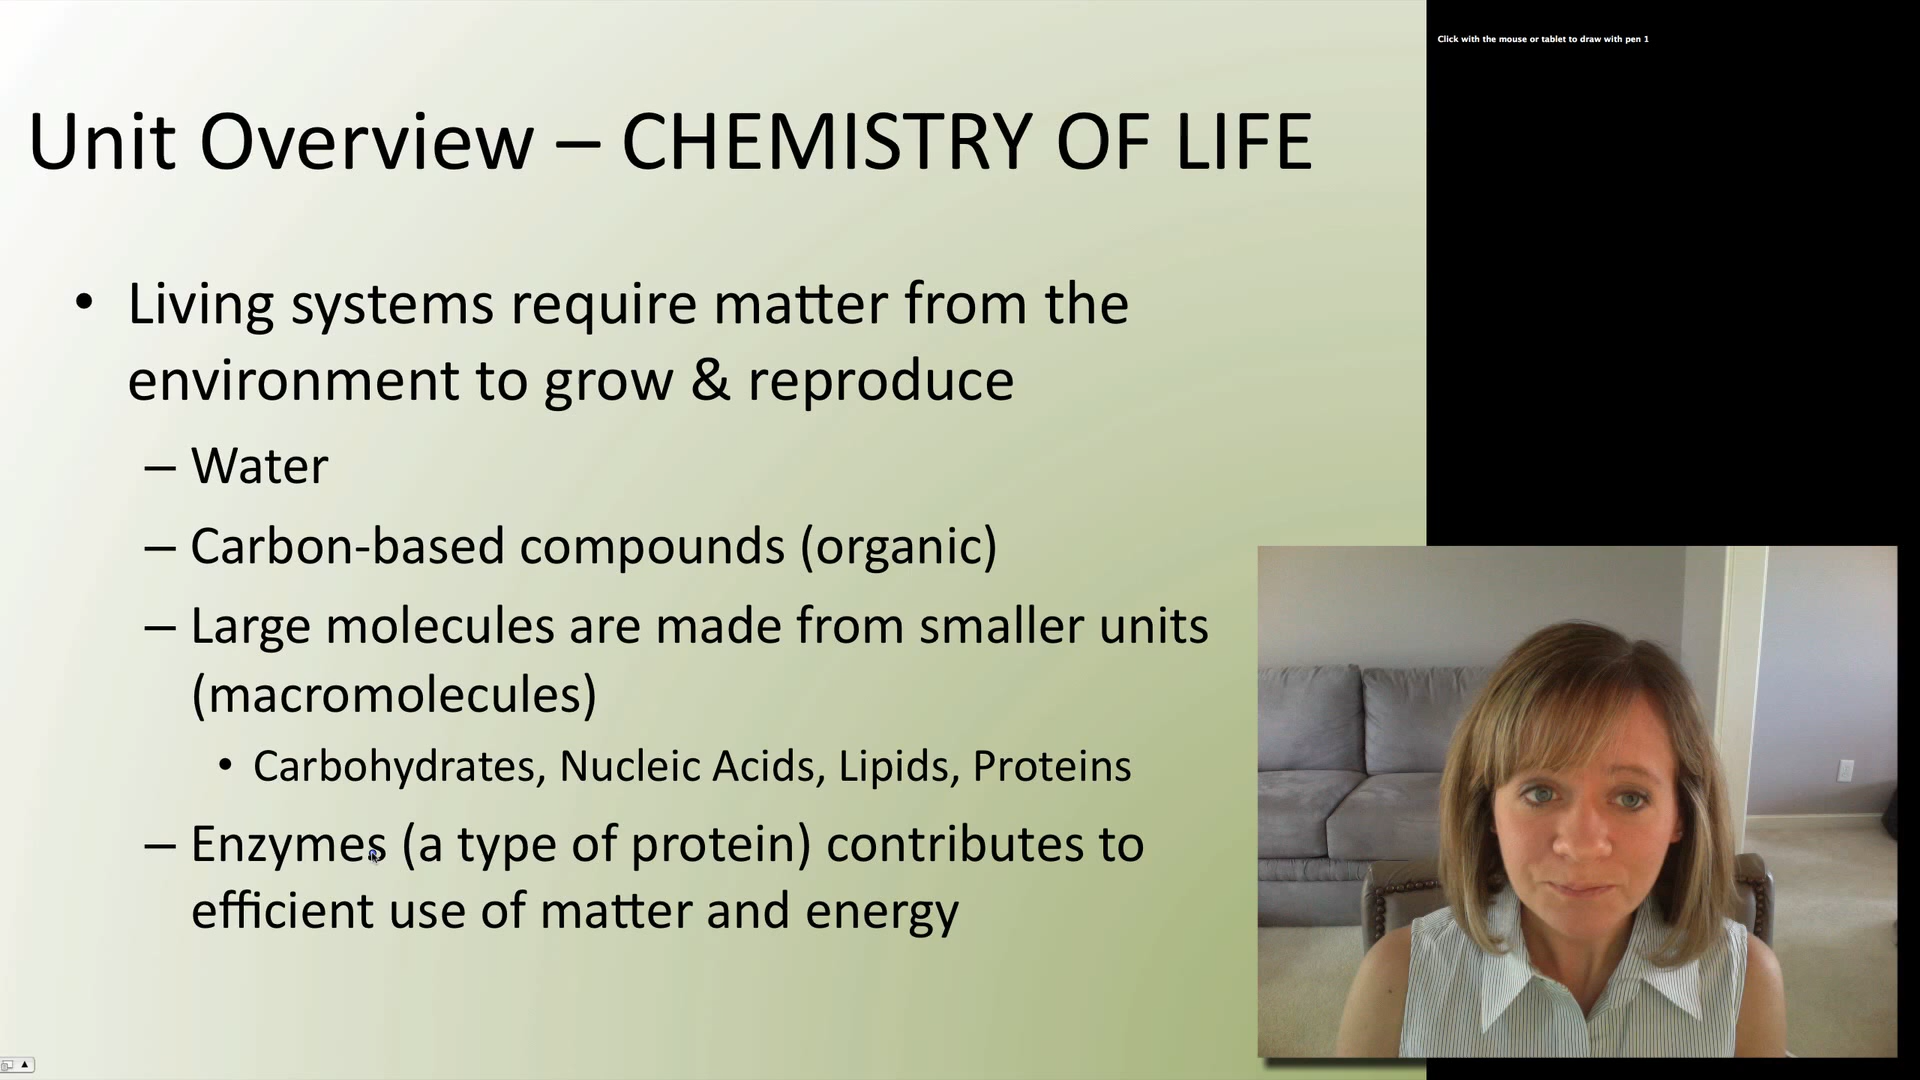 Click with the mouse or tablet to draw with pen 1
Unit Overview – CHEMISTRY OF LIFE
• Living systems require matter from the
environment to grow & reproduce
– Water
– Carbon-based compounds (organic)
– Large molecules are made from smaller units
(macromolecules)
• Carbohydrates, Nucleic Acids, Lipids, Proteins
– Enzymes (a type of protein) contributes to
efficient use of matter and energy